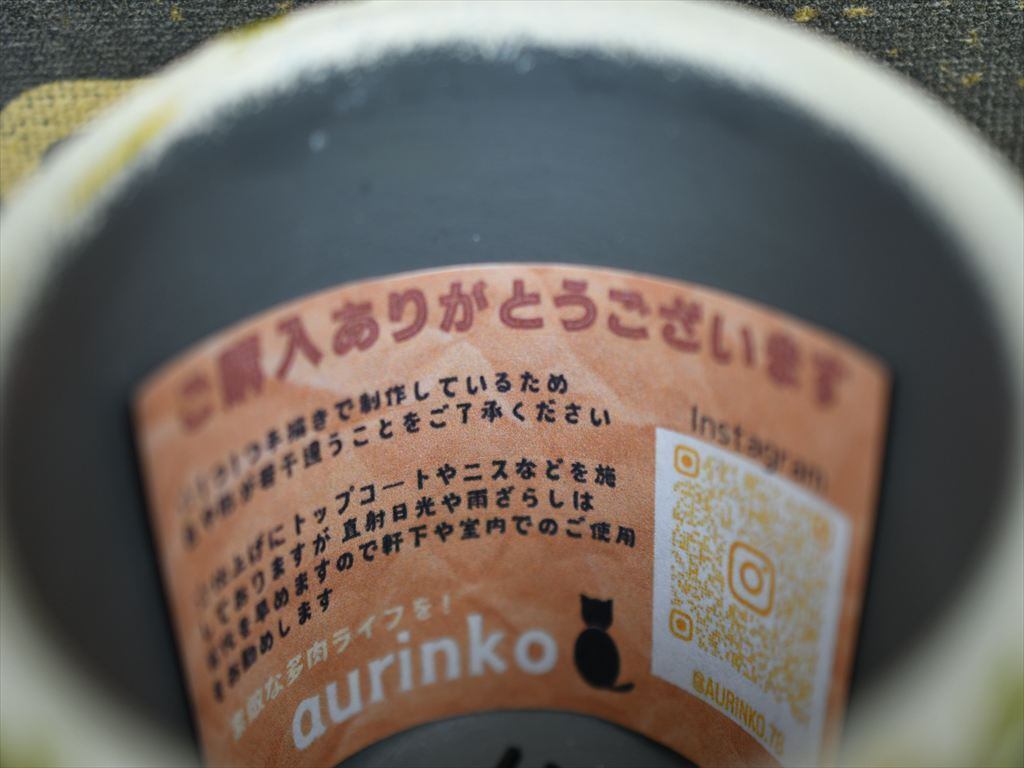 ご購入ありがとうございます
一つ一つ手描きで制作しているため
が若干違うことをご了承ください
仕上げにトップコートやニスなどを施
しておりますが直射日光や雨ざらしは
劣化を早めますので軒下や室内でのご使用
をお勧めします
素敵な多肉ライフを！
aurinko
Instagram
@AURINKO.78